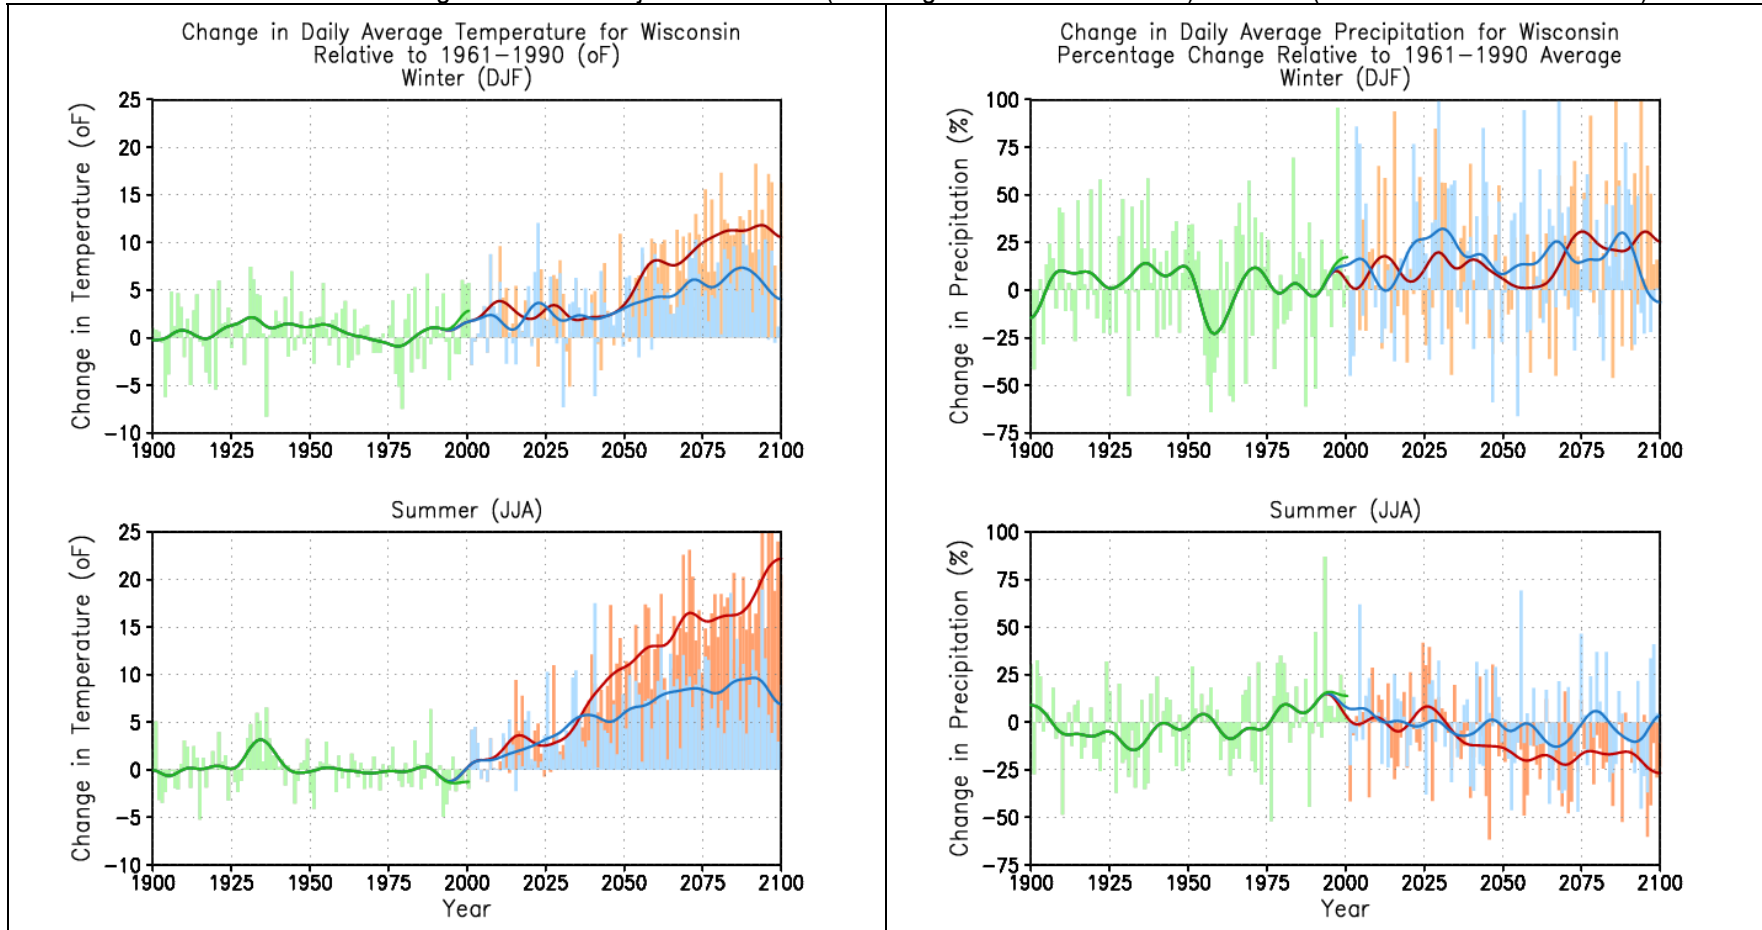 Change in Daily Average Temperature for Wisconsin
Relative to 1961-1990 (oF)
Winter (DJF)
Change in Temperature (oF)
25
20
15
10
5
0
-5
-10
1900 1925 1950 1975 2000 2025 2050 2075 2100
Change in Daily Average Precipitation for Wisconsin
Percentage Change Relative to 1961-1990 Average
Winter (DJF)
Change in Precipitation (%)
100
75
50
25
0
-25
-50
-75
1900 1925 1950 1975 2000 2025 2050 2075 2100
Summer (JJA)
Change in Temperature (oF)
25
20
15
10
5
0
-5
-10
1900 1925 1950 1975 2000 2025 2050 2075 2100
Year
Summer (JJA)
Change in Precipitation (%)
100
75
50
25
0
-25
-50
-75
1900 1925 1950 1975 2000 2025 2050 2075 2100
Year